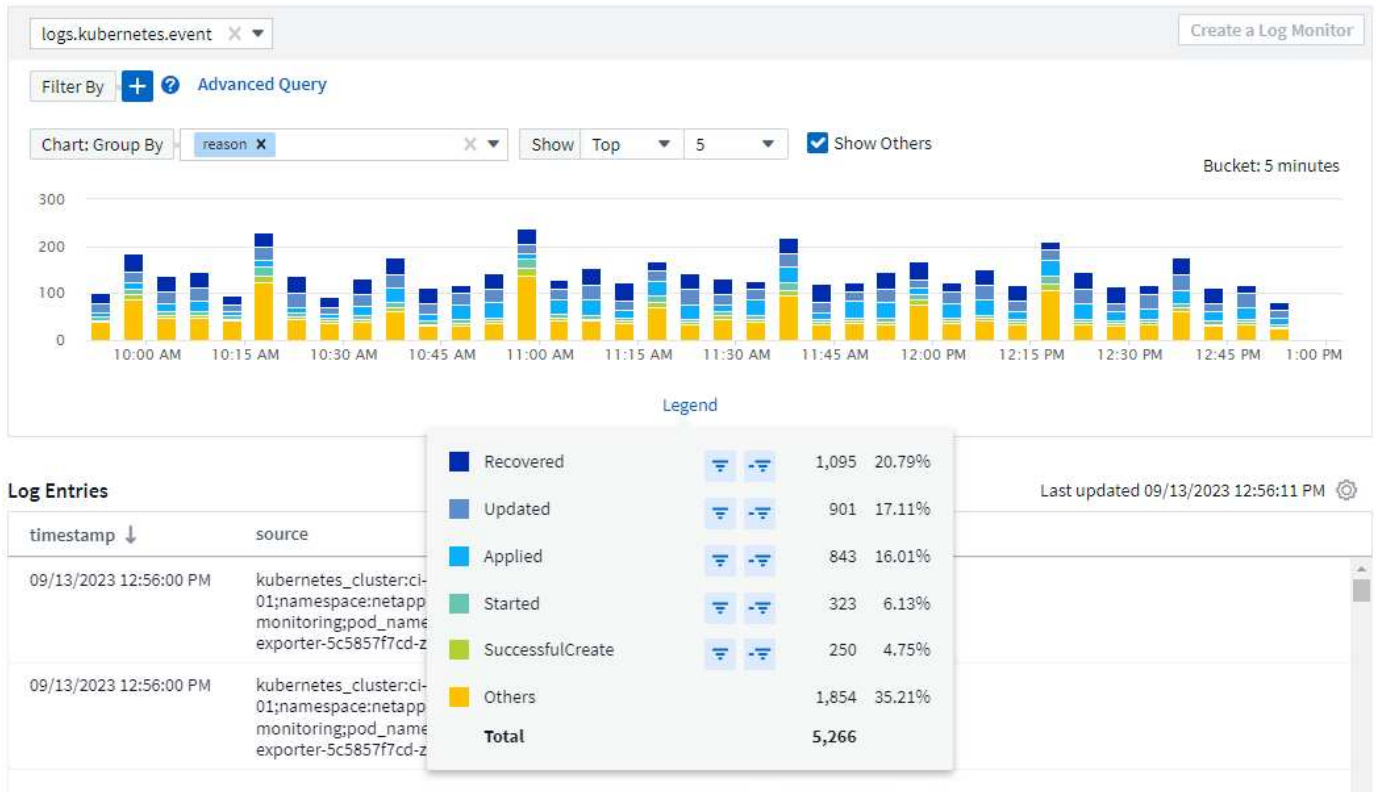 logs.kubernetes.event
Create a Log Monitor
Filter By + ? Advanced Query
Chart: Group By reason X Show Top 5 Show Others
Bucket: 5 minutes
300
200
100
0
10:00 AM 10:15 AM 10:30 AM 10:45 AM 11:00 AM 11:15 AM 11:30 AM 11:45 AM 12:00 PM 12:15 PM 12:30 PM 12:45 PM 1:00 PM
Legend
Recovered 1,095 20.79%
Updated 901 17.11%
Applied 843 16.01%
Started 323 6.13%
SuccessfulCreate 250 4.75%
Others 1,854 35.21%
Total 5,266
Log Entries
Last updated 09/13/2023 12:56:11 PM
timestamp ↓ source
09/13/2023 12:56:00 PM kubernetes_cluster:ci-
01;namespace:netapp
monitoring;pod_name
exporter-5c5857f7cd-z
09/13/2023 12:56:00 PM kubernetes_cluster:ci-
01;namespace:netapp
monitoring;pod_name
exporter-5c5857f7cd-z